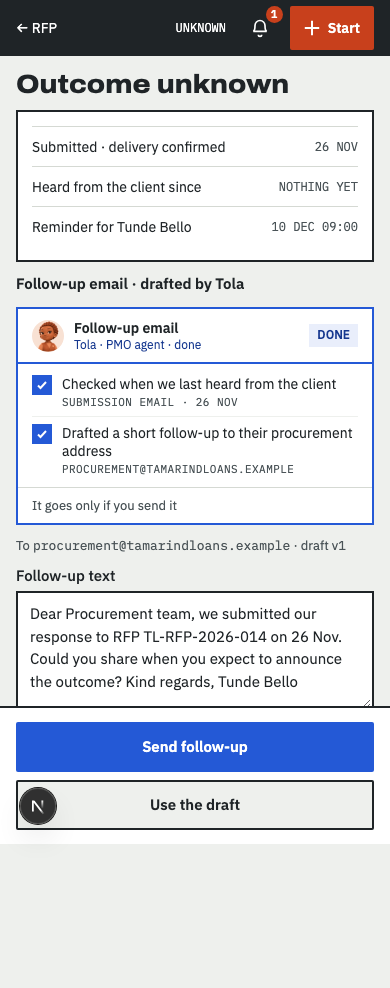 ← RFP
UNKNOWN
1
Start
Outcome unknown
Submitted · delivery confirmed
26 NOV
Heard from the client since
NOTHING YET
Reminder for Tunde Bello
10 DEC 09:00
Follow-up email · drafted by Tola
Follow-up email
Tola · PMO agent · done
DONE
Checked when we last heard from the client
SUBMISSION EMAIL · 26 NOV
Drafted a short follow-up to their procurement
address
PROCUREMENT@TAMARINDLOANS.EXAMPLE
It goes only if you send it
To procurement@tamarindloans.example · draft v1
Follow-up text
Dear Procurement team, we submitted our
response to RFP TL-RFP-2026-014 on 26 Nov.
Could you share when you expect to announce
the outcome? Kind regards, Tunde Bello
Send follow-up
N
Use the draft